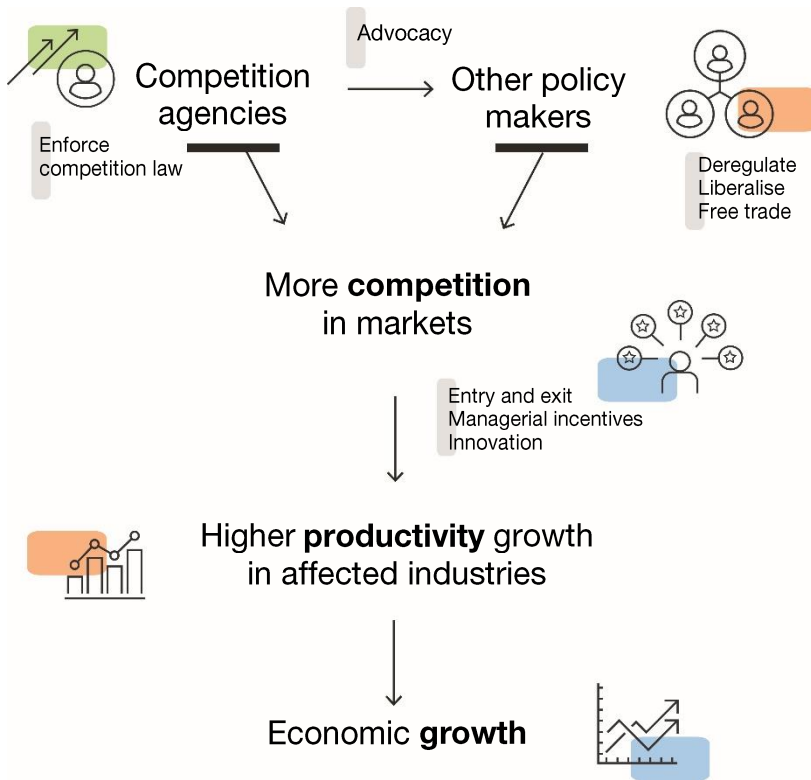 Advocacy
Competition
agencies
Other policy
makers
Enforce
competition law
Deregulate
Liberalise
Free trade
More competition
in markets
Entry and exit
Managerial incentives
Innovation
Higher productivity growth
in affected industries
Economic growth